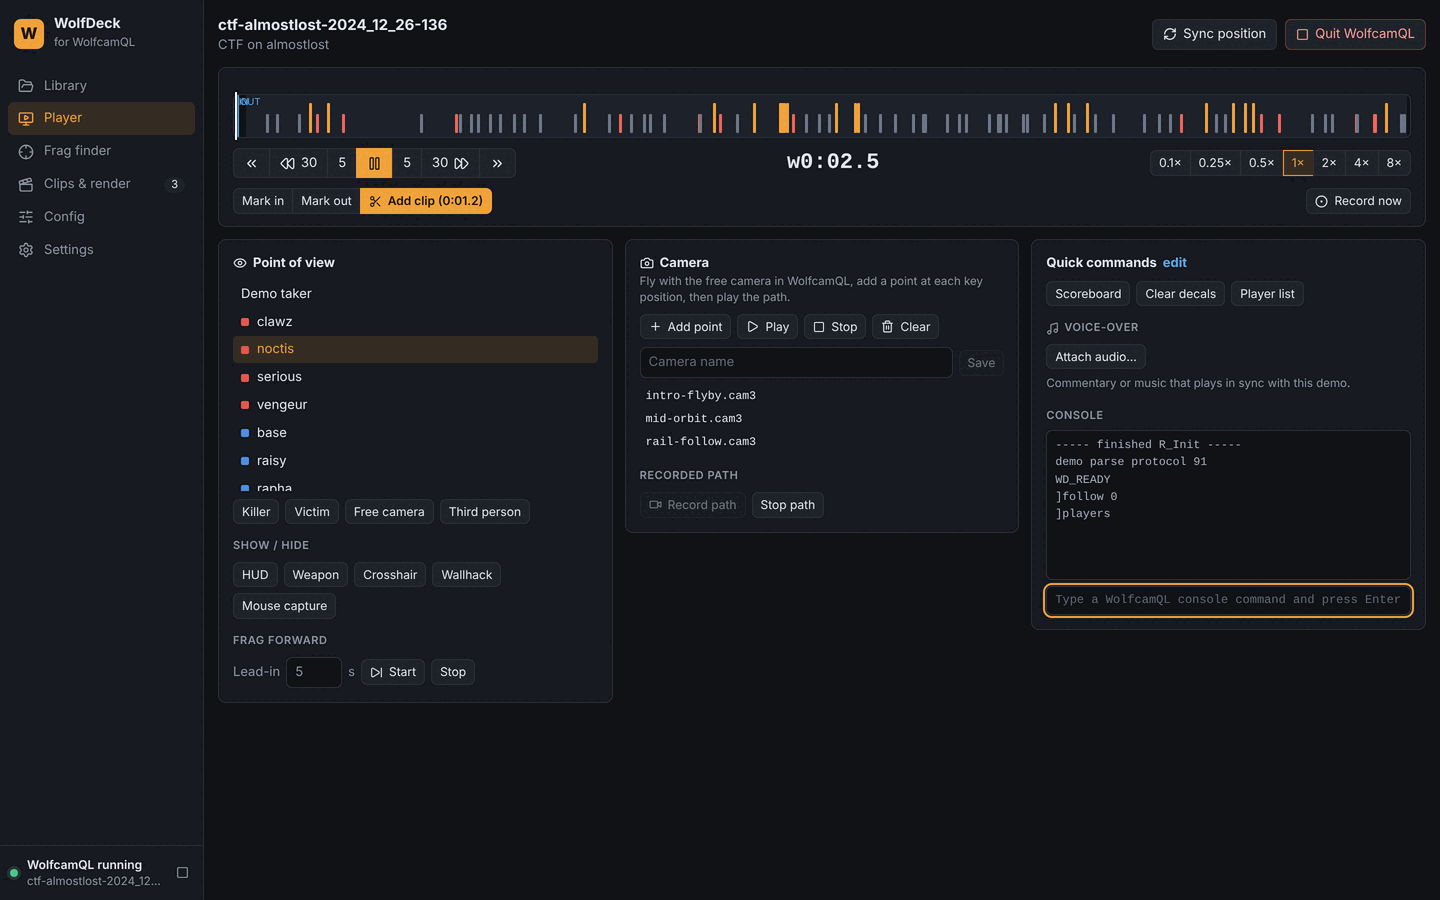 W
WolfDeck
for WolfcamQL
Library
Player
Frag finder
Clips & render 3
Config
Settings
WolfcamQL running
ctf-almostlost-2024_12...
ctf-almostlost-2024_12_26-136
CTF on almostlost
Sync position
Quit WolfcamQL
« 30 5 5 30 »
w0:02.5
0.1× 0.25× 0.5× 1× 2× 4× 8×
Mark in Mark out Add clip (0:01.2)
Record now
Point of view
Demo taker
clawz
noctis
serious
vengeur
base
raisy
rapha
Killer Victim Free camera Third person
SHOW / HIDE
HUD Weapon Crosshair Wallhack
Mouse capture
FRAG FORWARD
Lead-in 5 s Start Stop
Camera
Fly with the free camera in WolfcamQL, add a point at each key
position, then play the path.
Add point Play Stop Clear
Camera name Save
intro-flyby.cam3
mid-orbit.cam3
rail-follow.cam3
RECORDED PATH
Record path Stop path
Quick commands edit
Scoreboard Clear decals Player list
VOICE-OVER
Attach audio...
Commentary or music that plays in sync with this demo.
CONSOLE
----- finished R_Init -----
demo parse protocol 91
WD_READY
]follow 0
]players
Type a WolfcamQL console command and press Enter